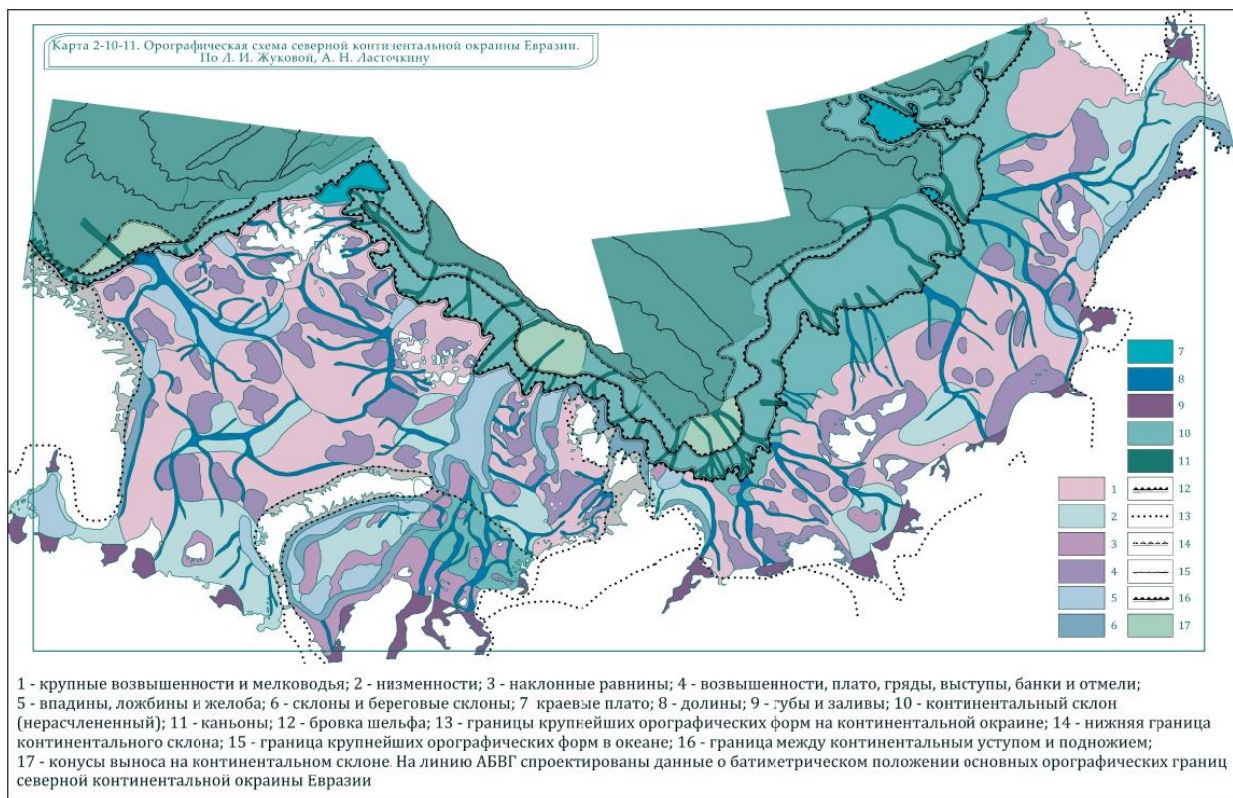 Карта 2-10-11. Орографическая схема северной континентальной окраины Евразии.
По Л. И. Жуковой, А. Н. Ласточкину
7
8
9
10
11
1 12
2 13
3 14
4 15
5 16
6 17
1 - крупные возвышенности и мелководья; 2 - низменности; 3 - наклонные равнины; 4 - возвышенности, плато, гряды, выступы, банки и отмели;
5 - впадины, ложбины и желоба; 6 - склоны и береговые склоны; 7 краевые плато; 8 - долины; 9 - губы и заливы; 10 - континентальный склон
(нерасчлененный); 11 - каньоны; 12 - бровка шельфа; 13 - границы крупнейших орографических форм на континентальной окраине; 14 - нижняя граница
континентального склона; 15 - граница крупнейших орографических форм в океане; 16 - граница между континентальным уступом и подножием;
17 - конусы выноса на континентальном склоне. На линию АБВГ спроектированы данные о батиметрическом положении основных орографических границ
северной континентальной окраины Евразии